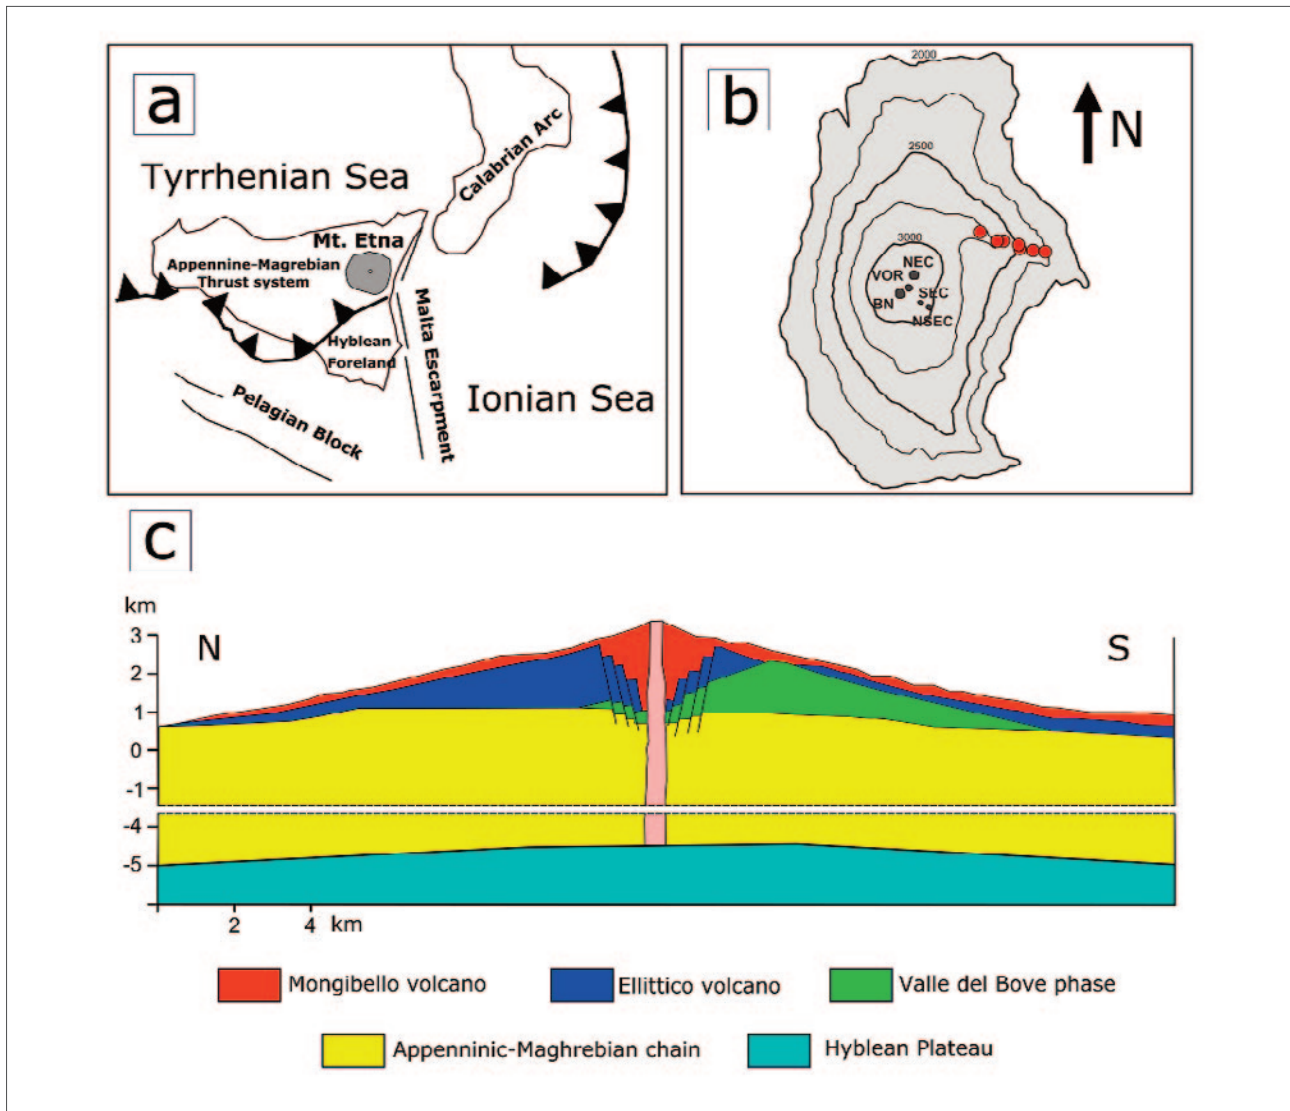 a
Tyrrhenian Sea
Calabrian Arc
Mt. Etna
Appennine-Magrebian
Thrust system
Hyblean
Foreland
Malta Escarpment
Ionian Sea
Pelagian Block
b
2000
N
2500
3000
NEC
VOR
SEC
BN
NSEC
c
km
N
S
3
2
1
0
-1
-4
-5
2
4
km
Mongibello volcano
Ellittico volcano
Valle del Bove phase
Appenninic-Maghrebian chain
Hyblean Plateau